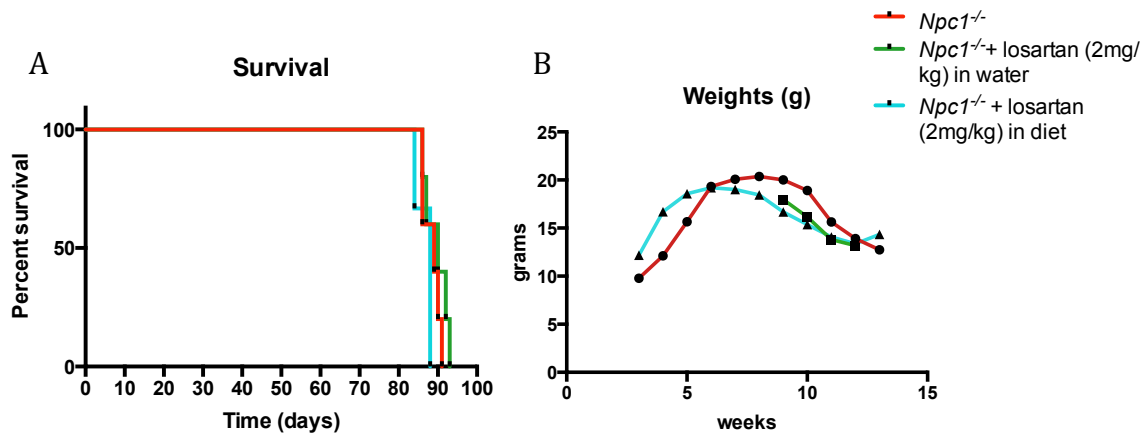 Npc1-/-
Npc1-/-+ losartan (2mg/
kg) in water
Npc1-/- + losartan
(2mg/kg) in diet
A
Survival
100
50
0
Percent survival
0 10 20 30 40 50 60 70 80 90 100
Time (days)
B
Weights (g)
25
20
15
10
5
0
grams
0 5 10 15
weeks